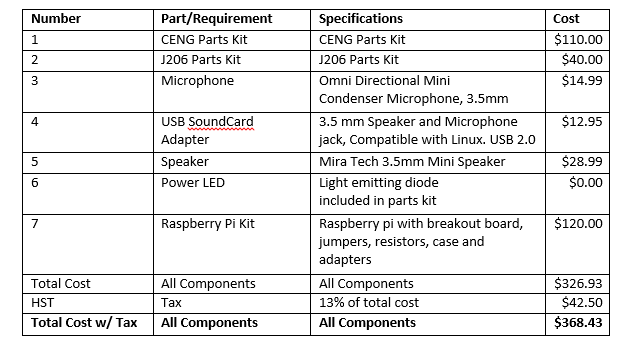 Number Part/Requirement Specifications Cost
1 CENG Parts Kit CENG Parts Kit $110.00
2 J206 Parts Kit J206 Parts Kit $40.00
3 Microphone Omni Directional Mini $14.99
Condenser Microphone, 3.5mm
4 USB SoundCard 3.5 mm Speaker and Microphone $12.95
Adapter jack, Compatible with Linux. USB 2.0
5 Speaker Mira Tech 3.5mm Mini Speaker $28.99
6 Power LED Light emitting diode $0.00
included in parts kit
7 Raspberry Pi Kit Raspberry pi with breakout board, $120.00
jumpers, resistors, case and
adapters
Total Cost All Components All Components $326.93
HST Tax 13% of total cost $42.50
Total Cost w/ Tax All Components All Components $368.43